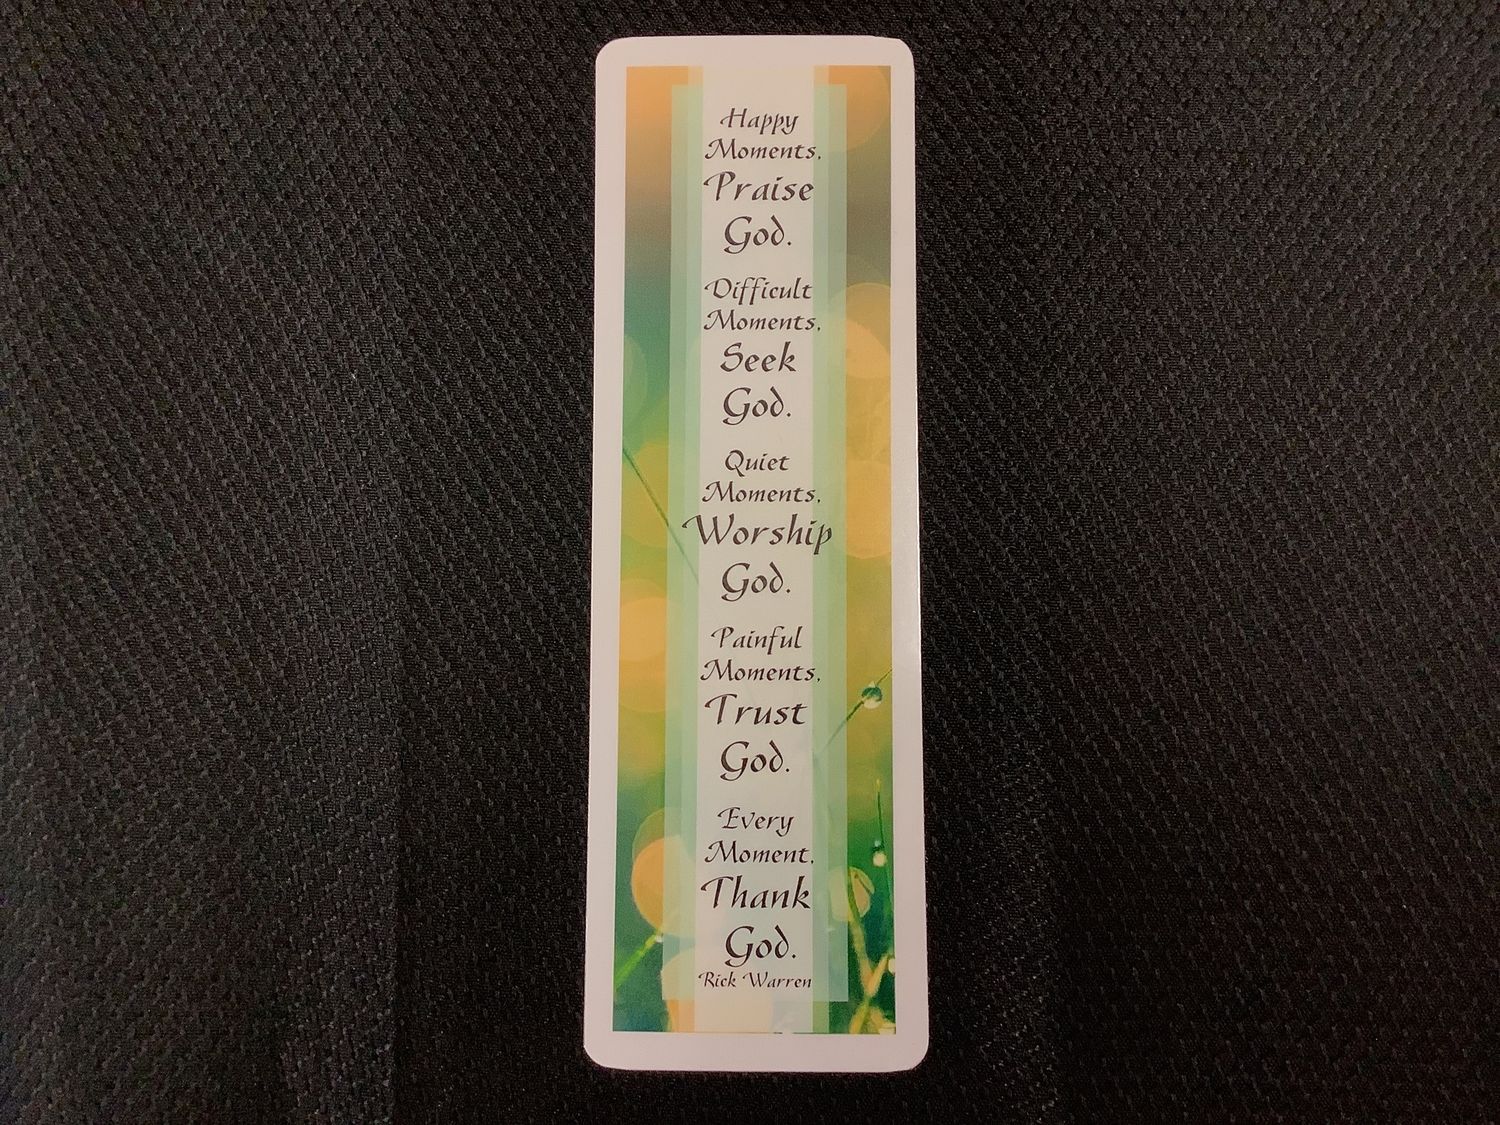 Happy
Moments,
Praise
God.
Difficult
Moments,
Seek
God.
Quiet
Moments,
Worship
God.
Painful
Moments,
Trust
God.
Every
Moment,
Thank
God.
Rick Warren